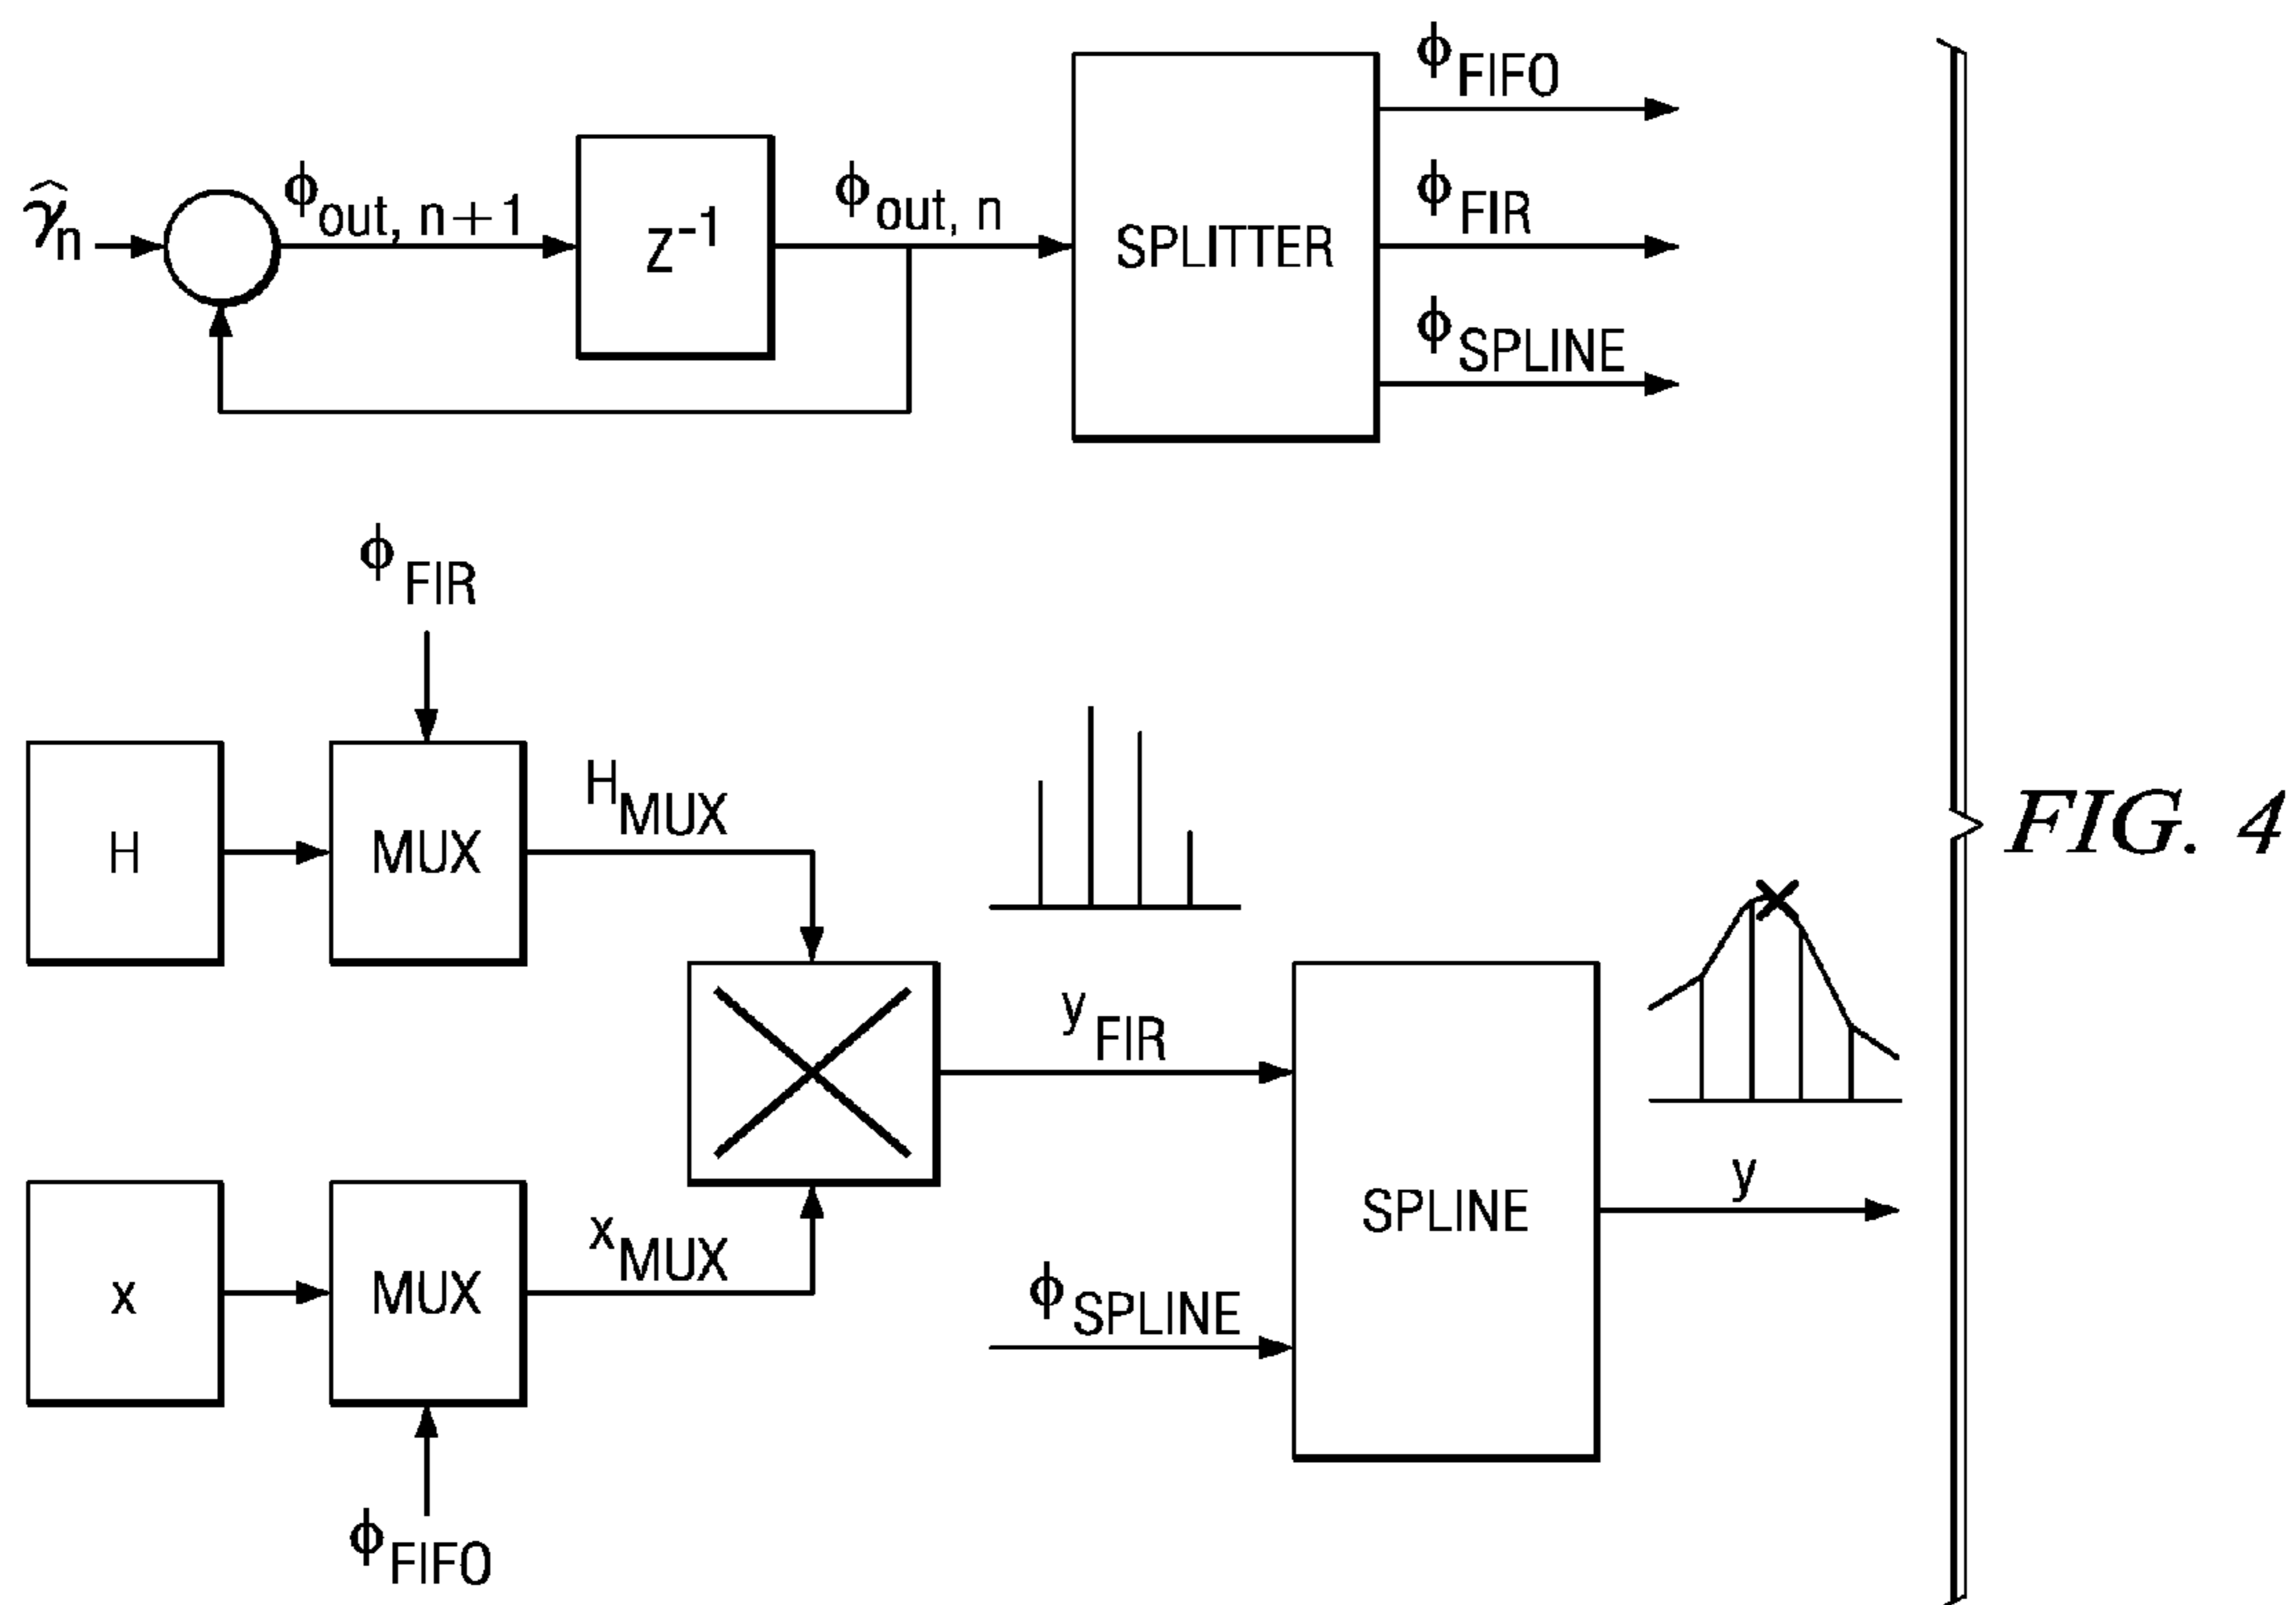 γ̂n
ϕout, n+1
Z⁻¹
ϕout, n
SPLITTER
ϕFIFO
ϕFIR
ϕSPLINE
ϕFIR
H
MUX
HMUX
x
MUX
xMUX
ϕFIFO
yFIR
ϕSPLINE
SPLINE
y
FIG. 4